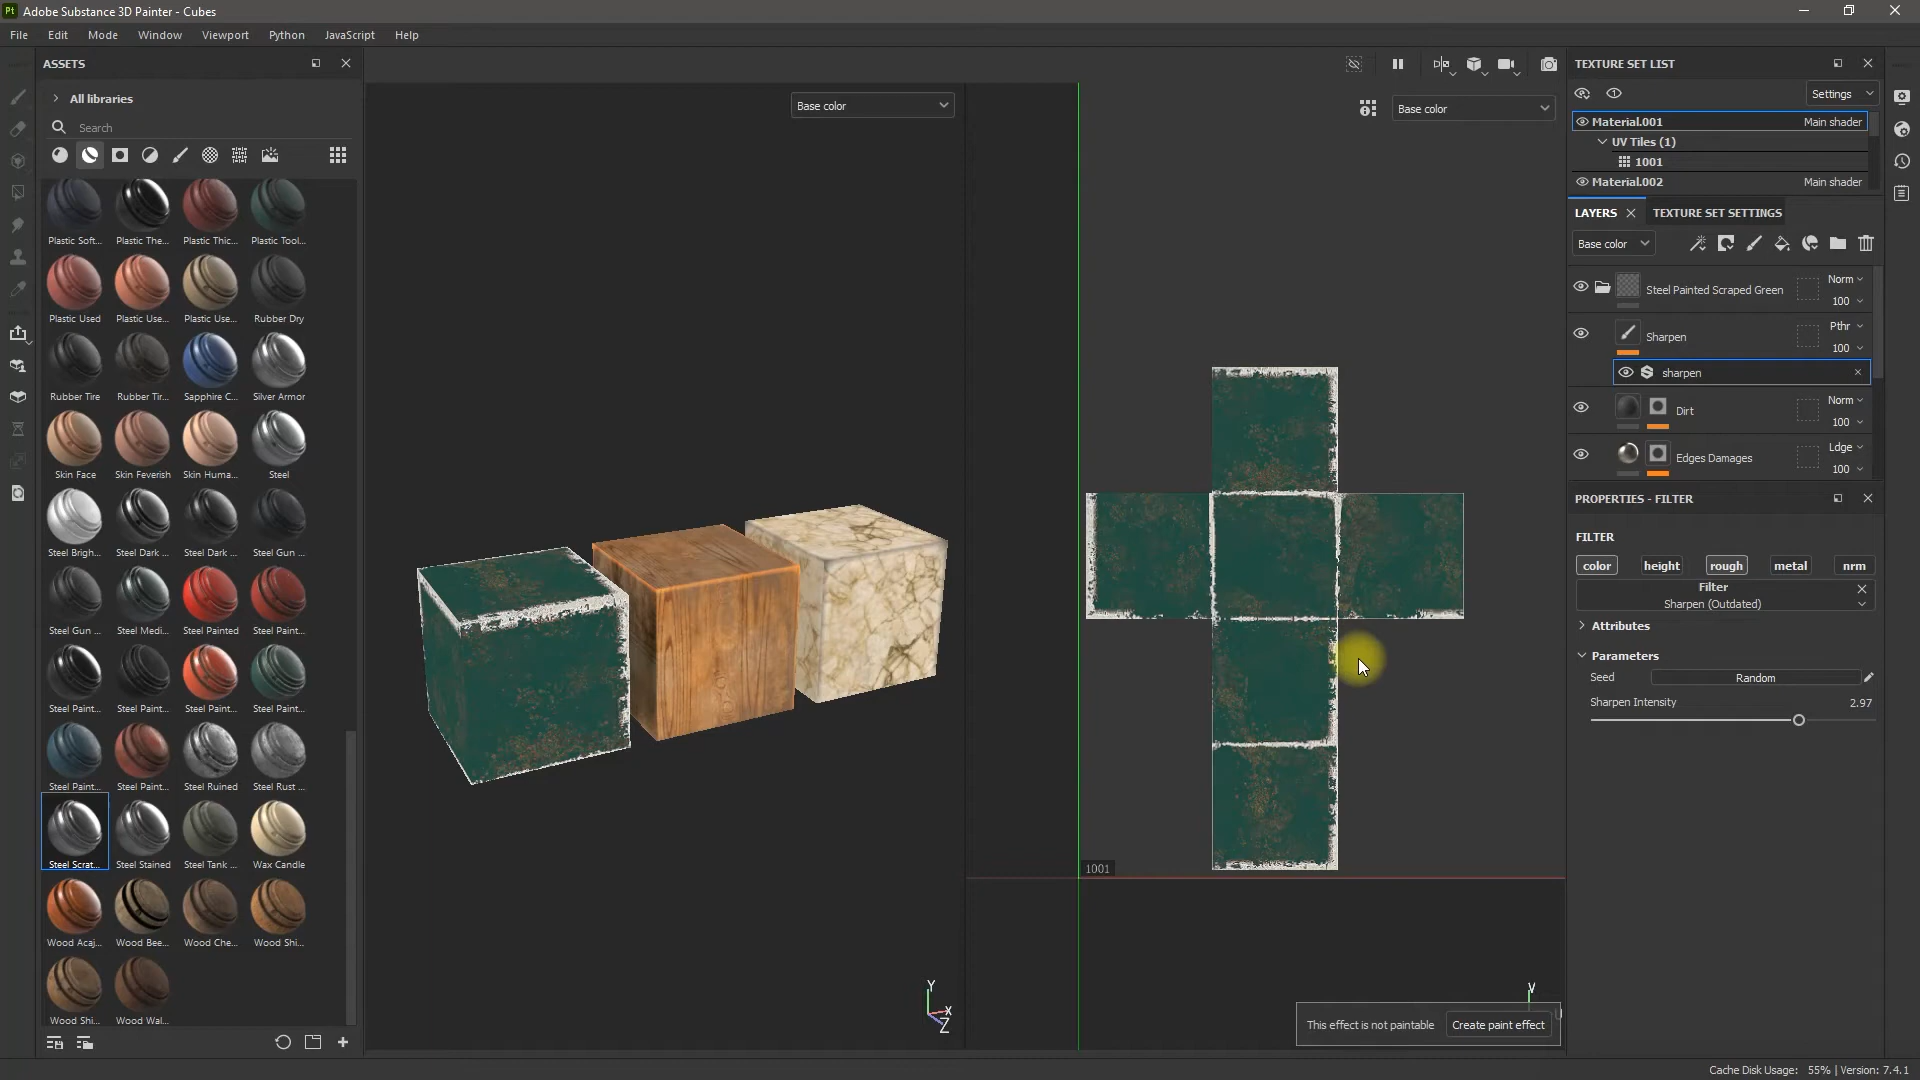 Pt Adobe Substance 3D Painter - Cubes
File Edit Mode Window Viewport Python JavaScript Help
ASSETS
All libraries
Search
Plastic Soft... Plastic The... Plastic Thic... Plastic Tool...
Plastic Used Plastic Use... Plastic Use... Rubber Dry
Rubber Tire Rubber Tir... Sapphire C... Silver Armor
Skin Face Skin Feverish Skin Huma... Steel
Steel Brigh... Steel Dark ... Steel Dark ... Steel Gun ...
Steel Gun ... Steel Medi... Steel Painted Steel Paint...
Steel Paint... Steel Paint... Steel Paint... Steel Paint...
Steel Paint... Steel Paint... Steel Ruined Steel Rust ...
Steel Scrat... Steel Stained Steel Tank ... Wax Candle
Wood Acaj... Wood Bee... Wood Che... Wood Shi...
Wood Shi... Wood Wal...
Base color
Y
X
Z
Base color
1001
V
U
This effect is not paintable Create paint effect
TEXTURE SET LIST
Settings
Material.001 Main shader
UV Tiles (1)
1001
Material.002 Main shader
LAYERS TEXTURE SET SETTINGS
Base color
Steel Painted Scraped Green Norm
100
Sharpen Pthr
100
sharpen
Dirt Norm
100
Edges Damages Ldge
100
PROPERTIES - FILTER
FILTER
color height rough metal nrm
Filter
Sharpen (Outdated)
Attributes
Parameters
Seed Random
Sharpen Intensity 2.97
Cache Disk Usage: 55% | Version: 7.4.1